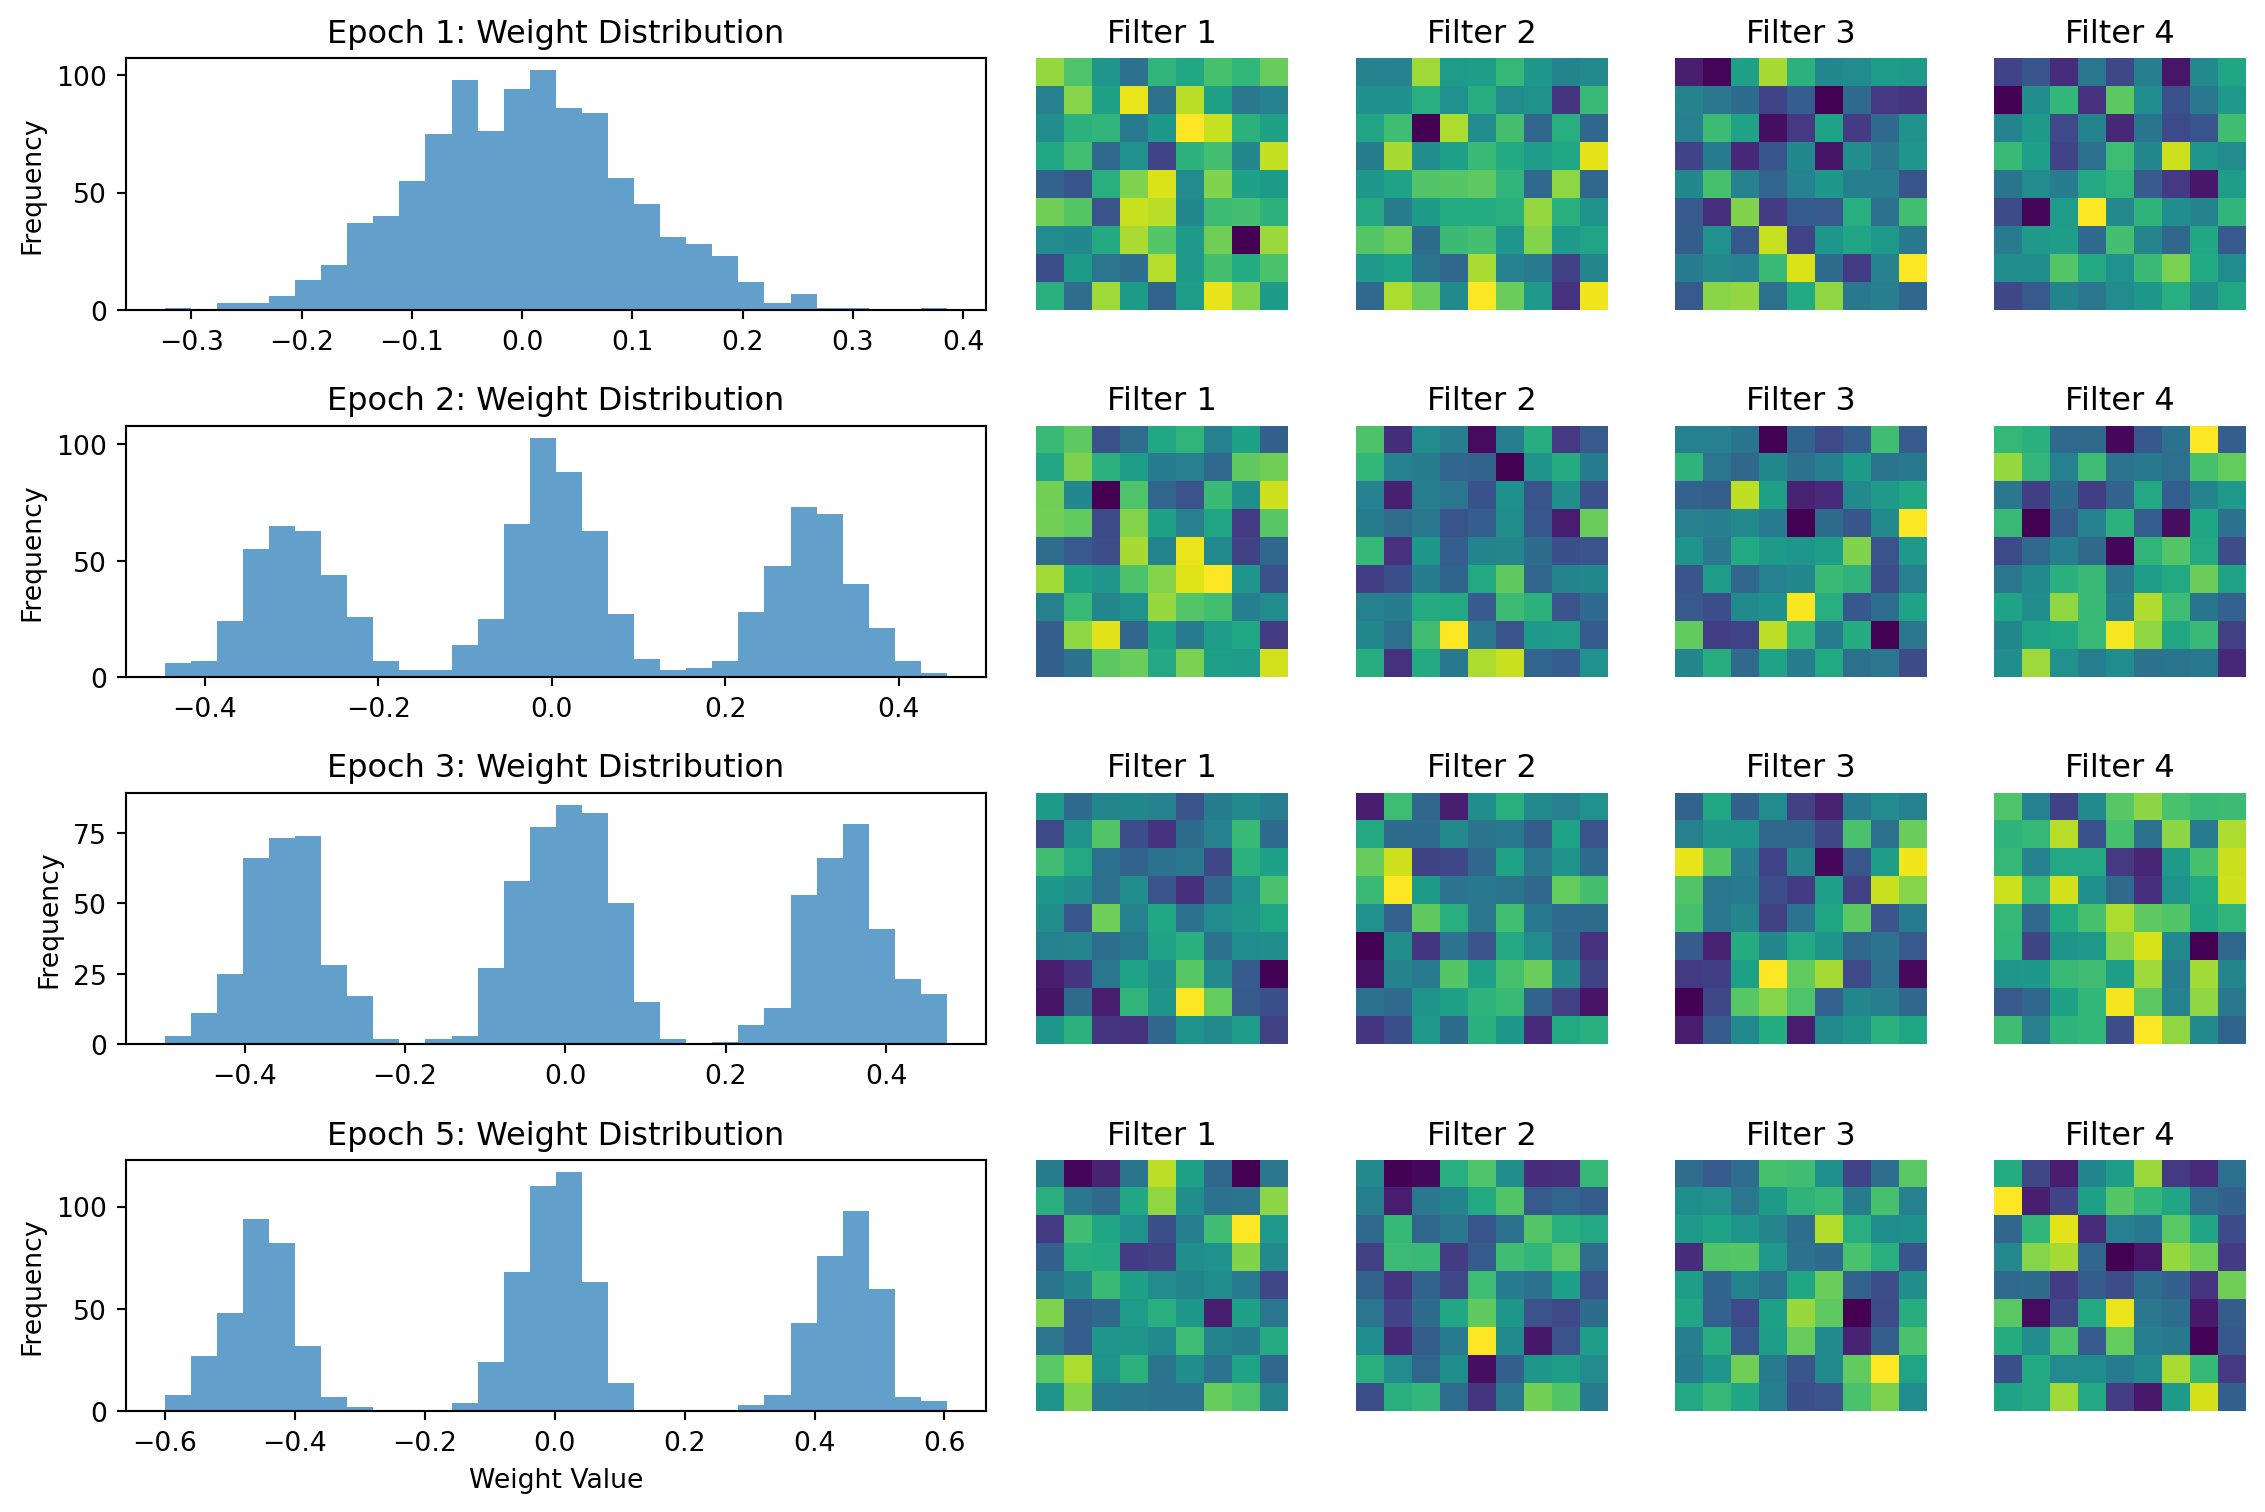 Epoch 1: Weight Distribution
Filter 1
Filter 2
Filter 3
Filter 4
Frequency
100
50
0
−0.3 −0.2 −0.1 0.0 0.1 0.2 0.3 0.4
Epoch 2: Weight Distribution
Filter 1
Filter 2
Filter 3
Filter 4
Frequency
100
50
0
−0.4 −0.2 0.0 0.2 0.4
Epoch 3: Weight Distribution
Filter 1
Filter 2
Filter 3
Filter 4
Frequency
75
50
25
0
−0.4 −0.2 0.0 0.2 0.4
Epoch 5: Weight Distribution
Filter 1
Filter 2
Filter 3
Filter 4
Frequency
100
50
0
−0.6 −0.4 −0.2 0.0 0.2 0.4 0.6
Weight Value